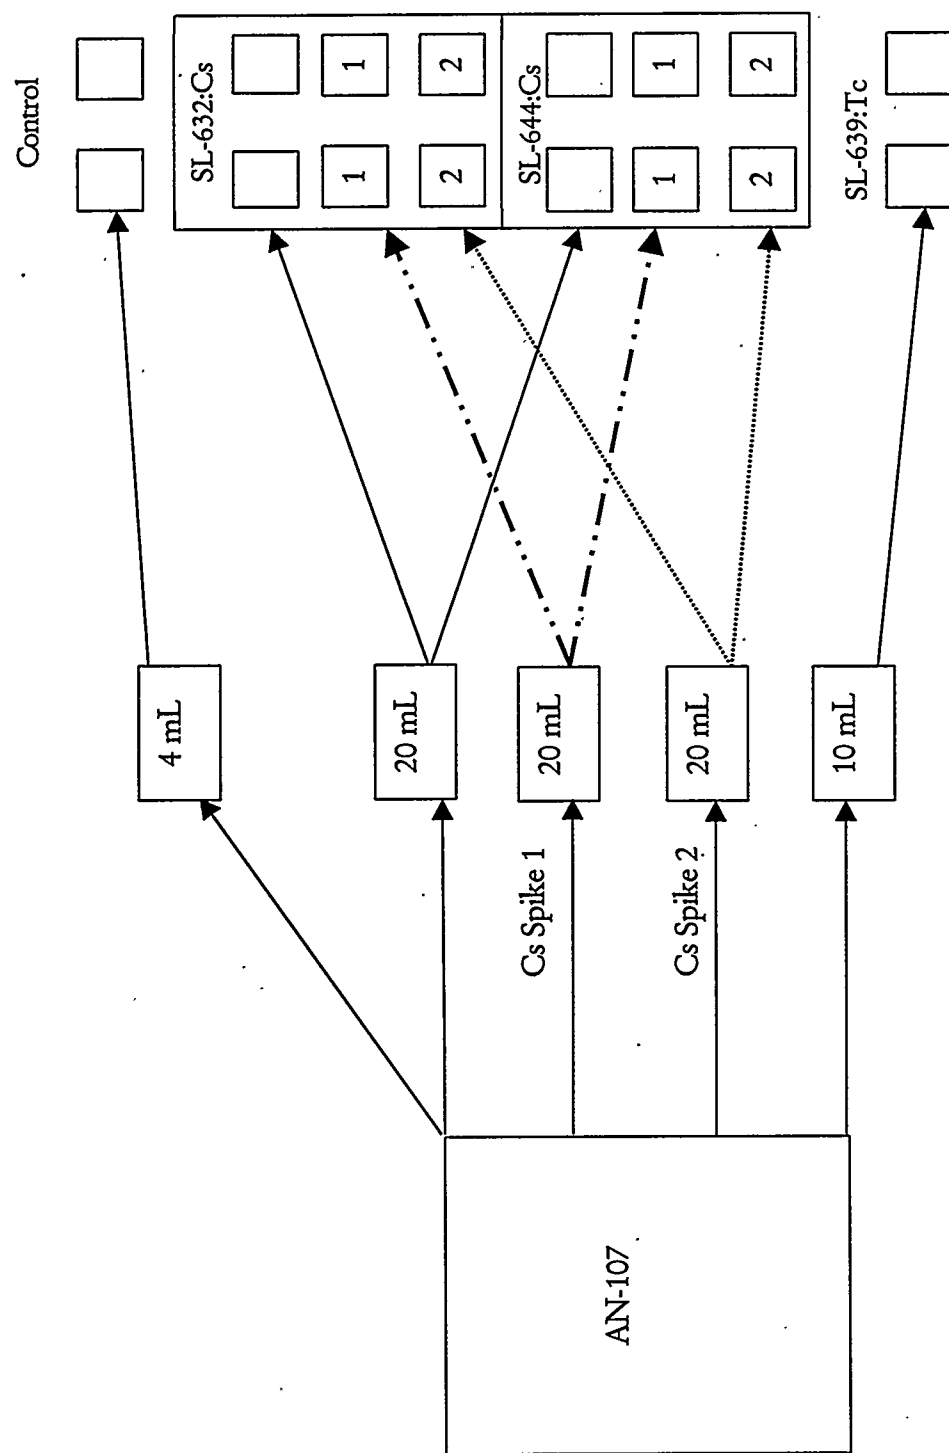 AN-107
4 mL
20 mL
Cs Spike 1
20 mL
Cs Spike 2
20 mL
10 mL
Control
SL-632:Cs
1 1
2 2
SL-644:Cs
1 1
2 2
SL-639:Tc